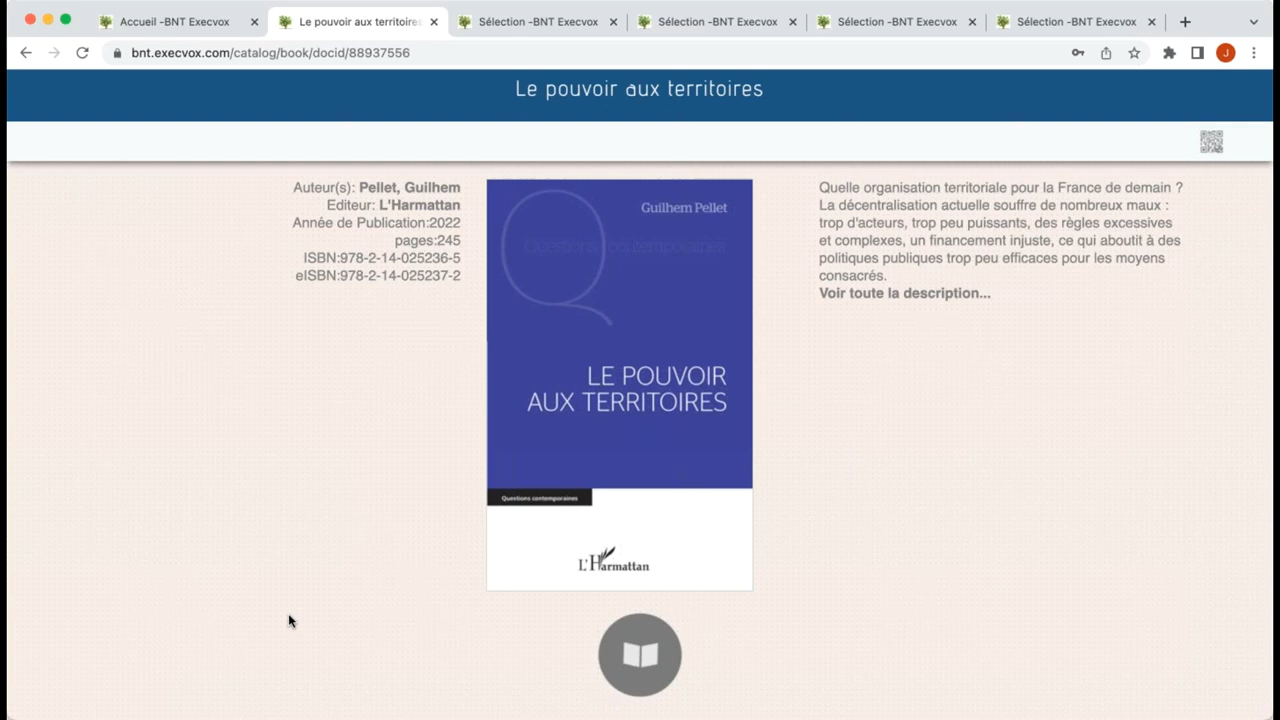 Accueil -BNT Execvox
Le pouvoir aux territoires
Sélection -BNT Execvox
Sélection -BNT Execvox
Sélection -BNT Execvox
Sélection -BNT Execvox
bnt.execvox.com/catalog/book/docid/88937556
J
Le pouvoir aux territoires
Auteur(s): Pellet, Guilhem
Editeur: L'Harmattan
Année de Publication:2022
pages:245
ISBN:978-2-14-025236-5
eISBN:978-2-14-025237-2
Guilhem Pellet
Questions contemporaines
LE POUVOIR
AUX TERRITOIRES
Questions contemporaines
L'Harmattan
Quelle organisation territoriale pour la France de demain ?
La décentralisation actuelle souffre de nombreux maux :
trop d'acteurs, trop peu puissants, des règles excessives
et complexes, un financement injuste, ce qui aboutit à des
politiques publiques trop peu efficaces pour les moyens
consacrés.
Voir toute la description...